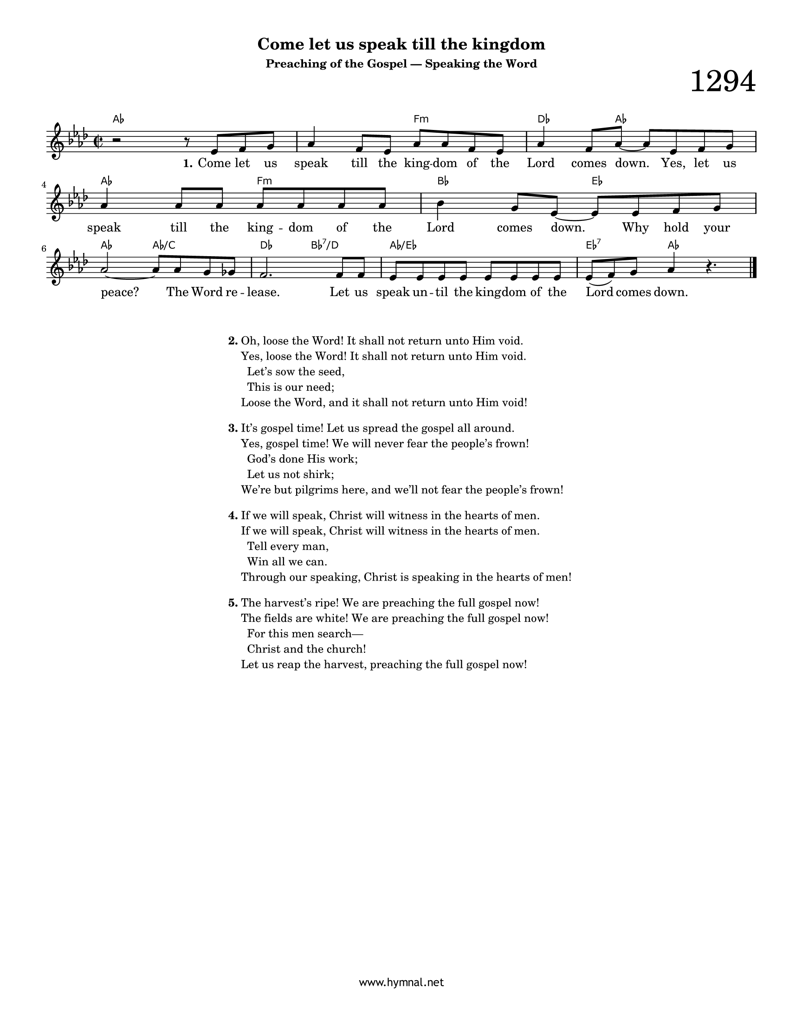 Come let us speak till the kingdom
Preaching of the Gospel — Speaking the Word
1294
A♭ Fm D♭ A♭
1. Come let us speak till the king-dom of the Lord comes down. Yes, let us
4
A♭ Fm B♭ E♭
speak till the king - dom of the Lord comes down. Why hold your
6
A♭ A♭/C D♭ B♭7/D A♭/E♭ E♭7 A♭
peace? The Word re - lease. Let us speak un - til the kingdom of the Lord comes down.
2. Oh, loose the Word! It shall not return unto Him void.
Yes, loose the Word! It shall not return unto Him void.
Let’s sow the seed,
This is our need;
Loose the Word, and it shall not return unto Him void!
3. It’s gospel time! Let us spread the gospel all around.
Yes, gospel time! We will never fear the people’s frown!
God’s done His work;
Let us not shirk;
We’re but pilgrims here, and we’ll not fear the people’s frown!
4. If we will speak, Christ will witness in the hearts of men.
If we will speak, Christ will witness in the hearts of men.
Tell every man,
Win all we can.
Through our speaking, Christ is speaking in the hearts of men!
5. The harvest’s ripe! We are preaching the full gospel now!
The fields are white! We are preaching the full gospel now!
For this men search—
Christ and the church!
Let us reap the harvest, preaching the full gospel now!
www.hymnal.net